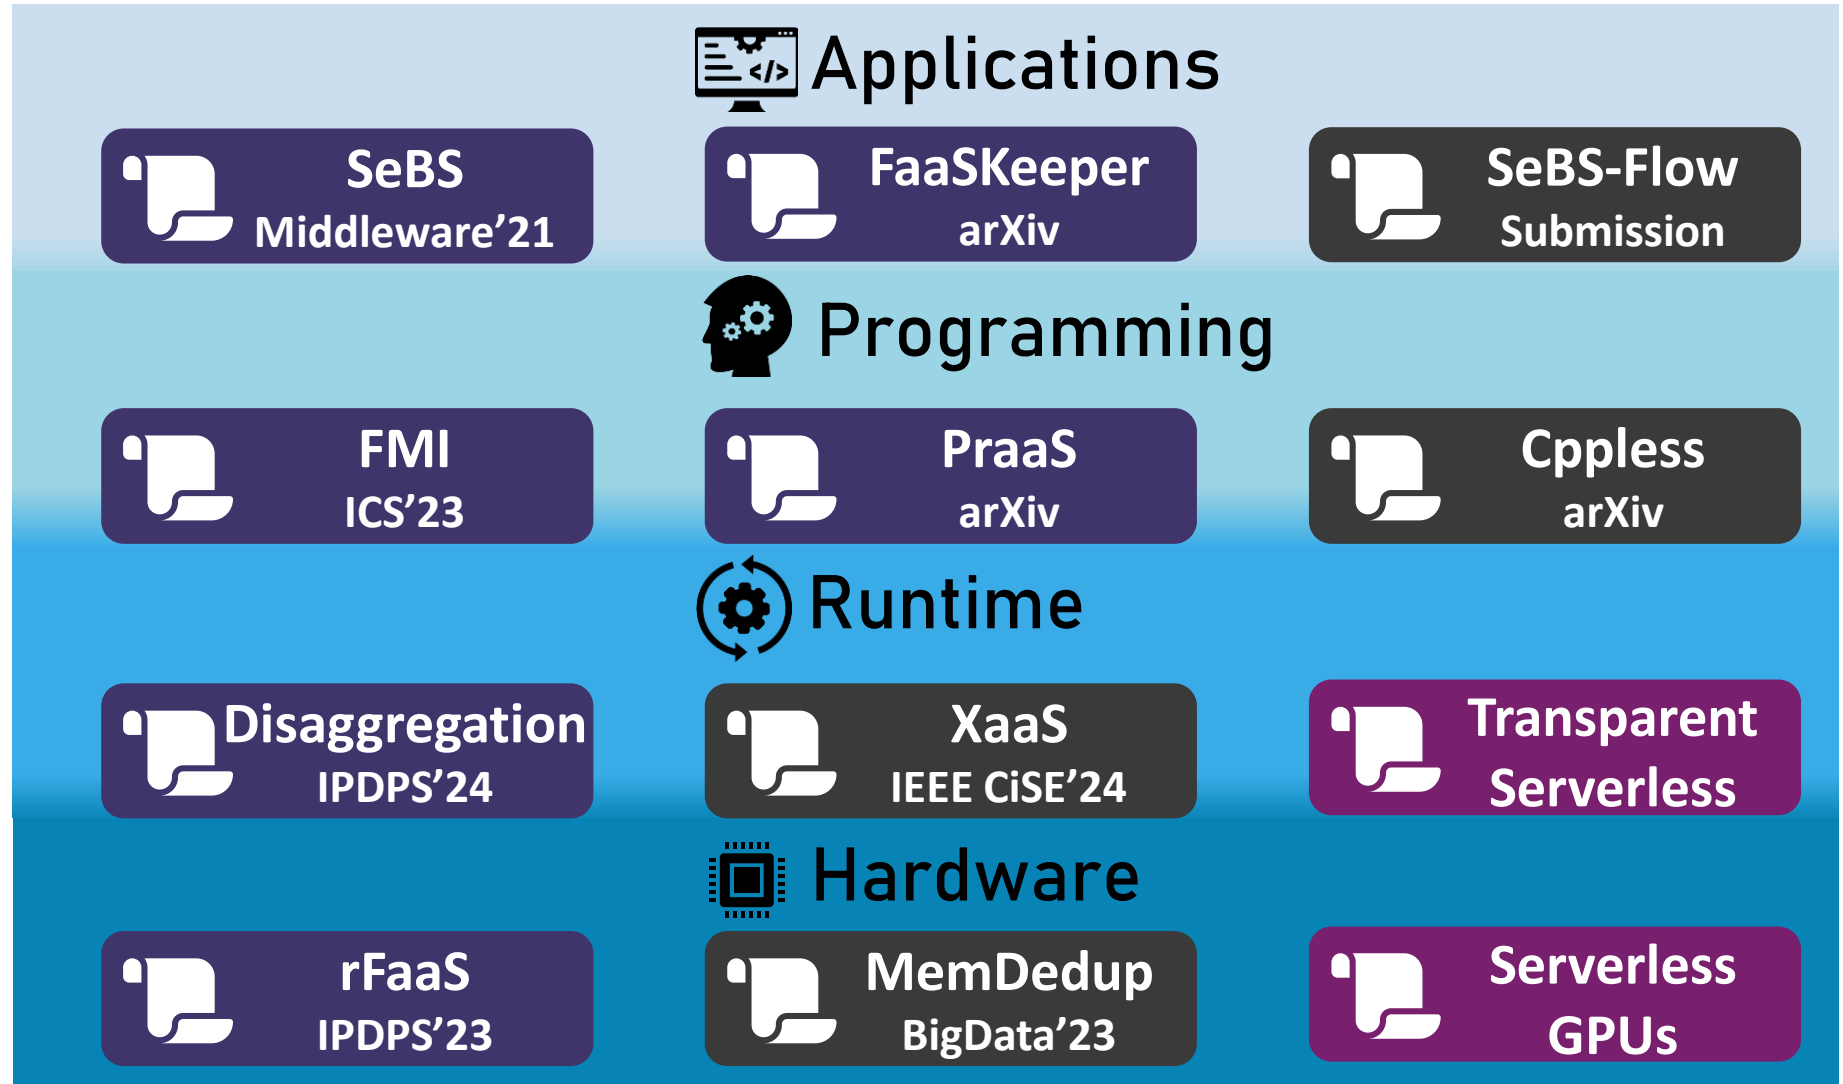 Applications
SeBS
Middleware’21
FaaSKeeper
arXiv
SeBS-Flow
Submission
Programming
FMI
ICS’23
PraaS
arXiv
Cppless
arXiv
Runtime
Disaggregation
IPDPS’24
XaaS
IEEE CiSE’24
Transparent
Serverless
Hardware
rFaaS
IPDPS’23
MemDedup
BigData’23
Serverless
GPUs